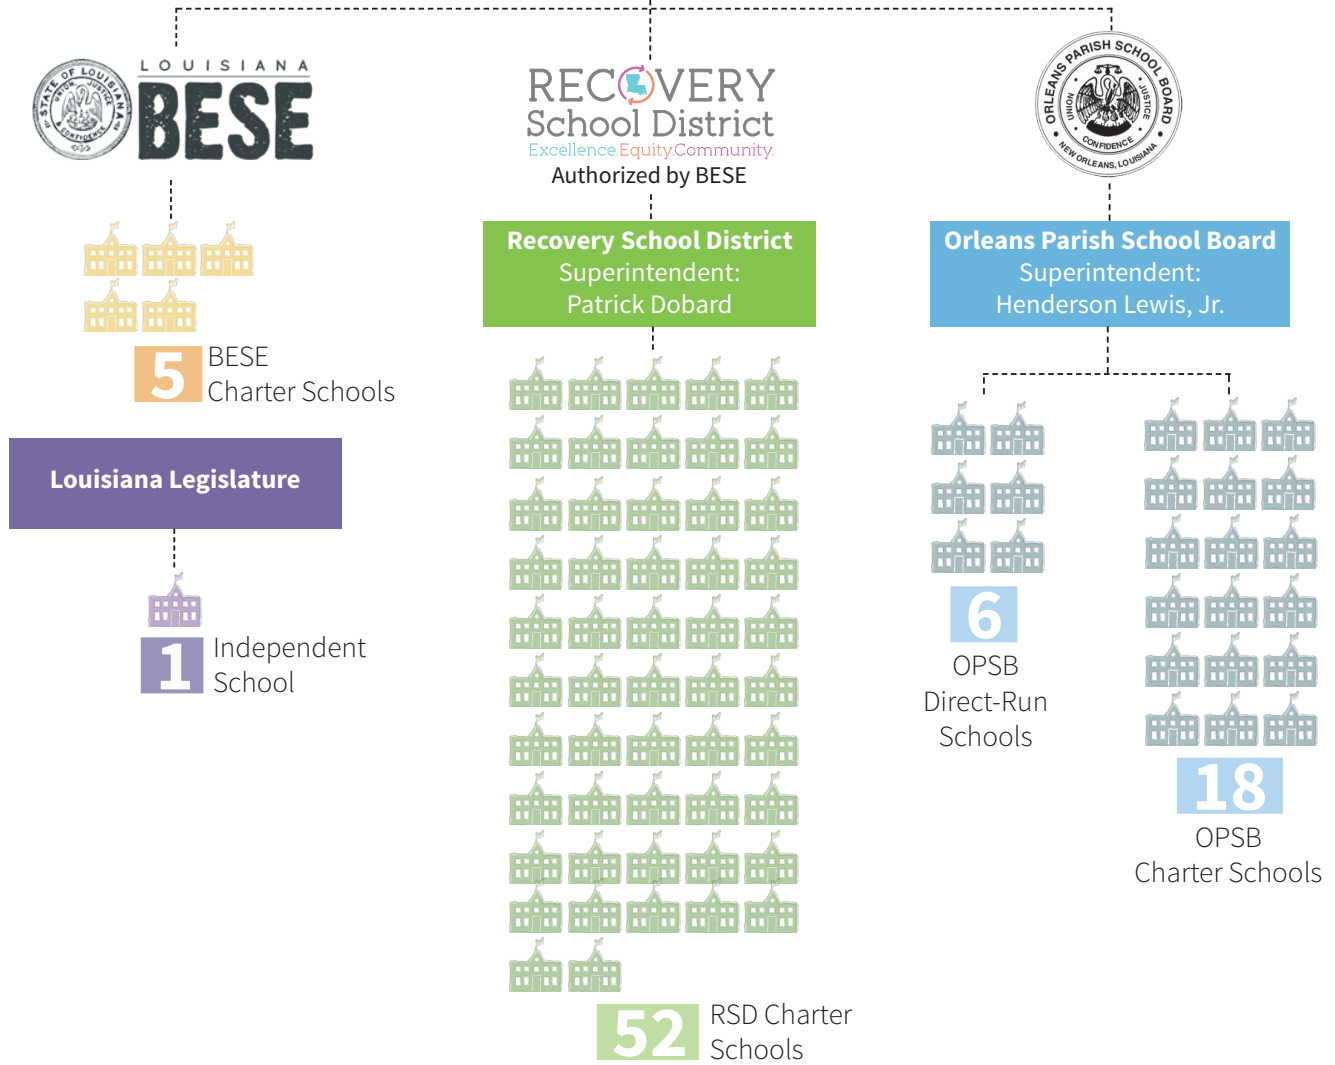 STATE OF LOUISIANA
UNION JUSTICE
& CONFIDENCE
LOUISIANA
BESE
5
BESE
Charter Schools
Louisiana Legislature
1
Independent
School
RECOVERY
School District
Excellence.Equity.Community.
Authorized by BESE
Recovery School District
Superintendent:
Patrick Dobard
52
RSD Charter
Schools
ORLEANS PARISH SCHOOL BOARD
UNION
JUSTICE
CONFIDENCE
NEW ORLEANS, LOUISIANA
Orleans Parish School Board
Superintendent:
Henderson Lewis, Jr.
6
OPSB
Direct-Run
Schools
18
OPSB
Charter Schools